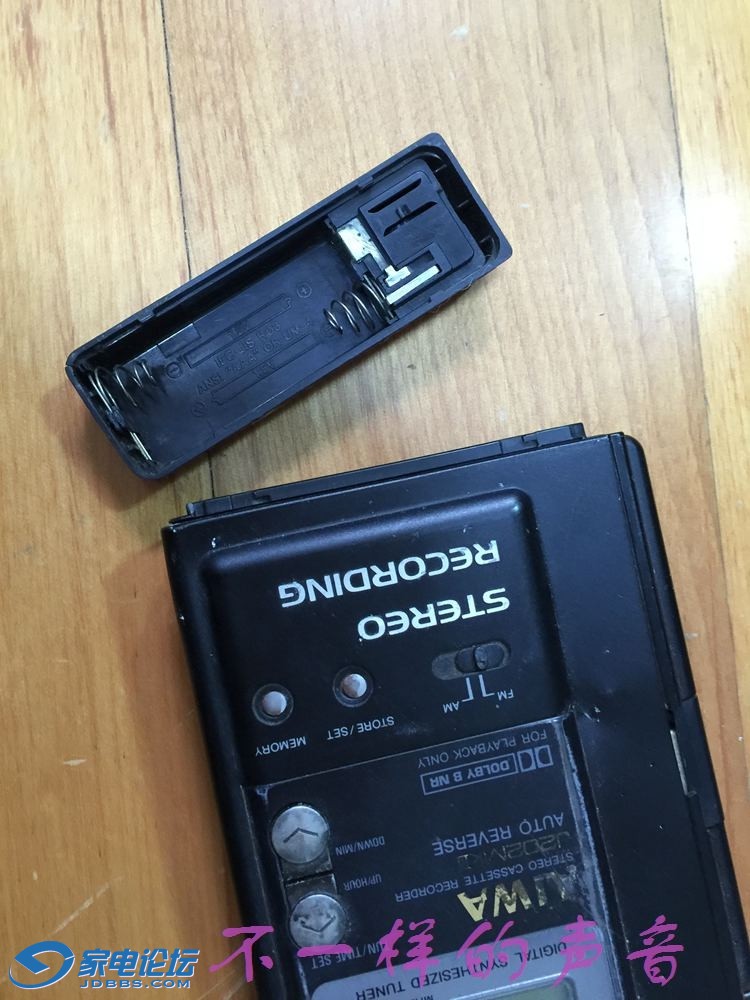 STEREO
RECORDING
FM
AM
STORE/SET
MEMORY
DOLBY B NR
FOR PLAYBACK ONLY
DOWN/MIN
UP/HOUR
AUTO REVERSE
STEREO CASSETTE RECORDER
AIWA
DIGITAL SYNTHESIZED TUNER
家电论坛
JDBBS.COM
不一样的声音